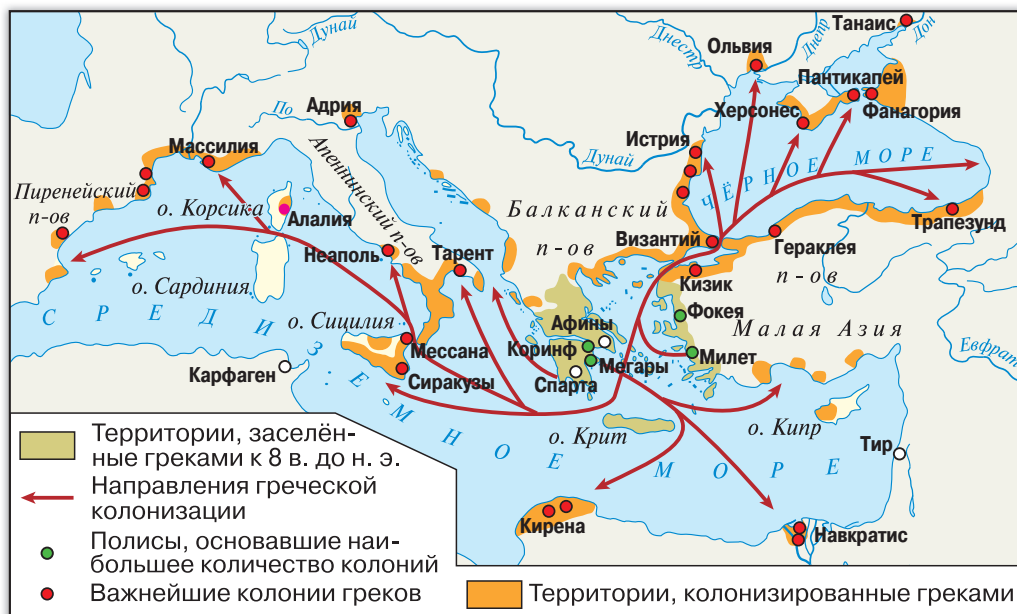 Танаис
Дунай
Днестр
Днепр
Дон
Ольвия
Пантикапей
Адрия
По
Херсонес
Фанагория
Массилия
Истрия
Дунай
Апеннинский п-ов
ЧЁРНОЕ МОРЕ
Пиренейский
п-ов
о. Корсика
Алалия
Балканский
п-ов
Трапезунд
Неаполь
Тарент
Византий
Гераклея
п-ов
Кизик
о. Сардиния
Фокея
Малая Азия
о. Сицилия
Афины
Коринф
Мессана
Мегары
Милет
Евфрат
Карфаген
Сиракузы
Спарта
СРЕДИЗЕМНОЕ МОРЕ
о. Крит
о. Кипр
Тир
Кирена
Навкратис
Территории, заселён-
ные греками к 8 в. до н. э.
Направления греческой
колонизации
Полисы, основавшие наи-
большее количество колоний
Важнейшие колонии греков
Территории, колонизированные греками